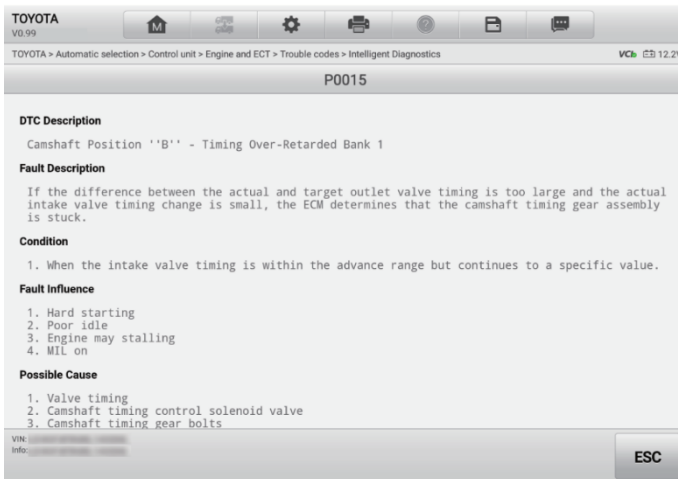 TOYOTA
V0.99
M
?
TOYOTA > Automatic selection > Control unit > Engine and ECT > Trouble codes > Intelligent Diagnostics
VCI 12.2V
P0015
DTC Description
Camshaft Position ''B'' - Timing Over-Retarded Bank 1
Fault Description
If the difference between the actual and target outlet valve timing is too large and the actual
intake valve timing change is small, the ECM determines that the camshaft timing gear assembly
is stuck.
Condition
1. When the intake valve timing is within the advance range but continues to a specific value.
Fault Influence
1. Hard starting
2. Poor idle
3. Engine may stalling
4. MIL on
Possible Cause
1. Valve timing
2. Camshaft timing control solenoid valve
3. Camshaft timing gear bolts
VIN:
Info:
ESC